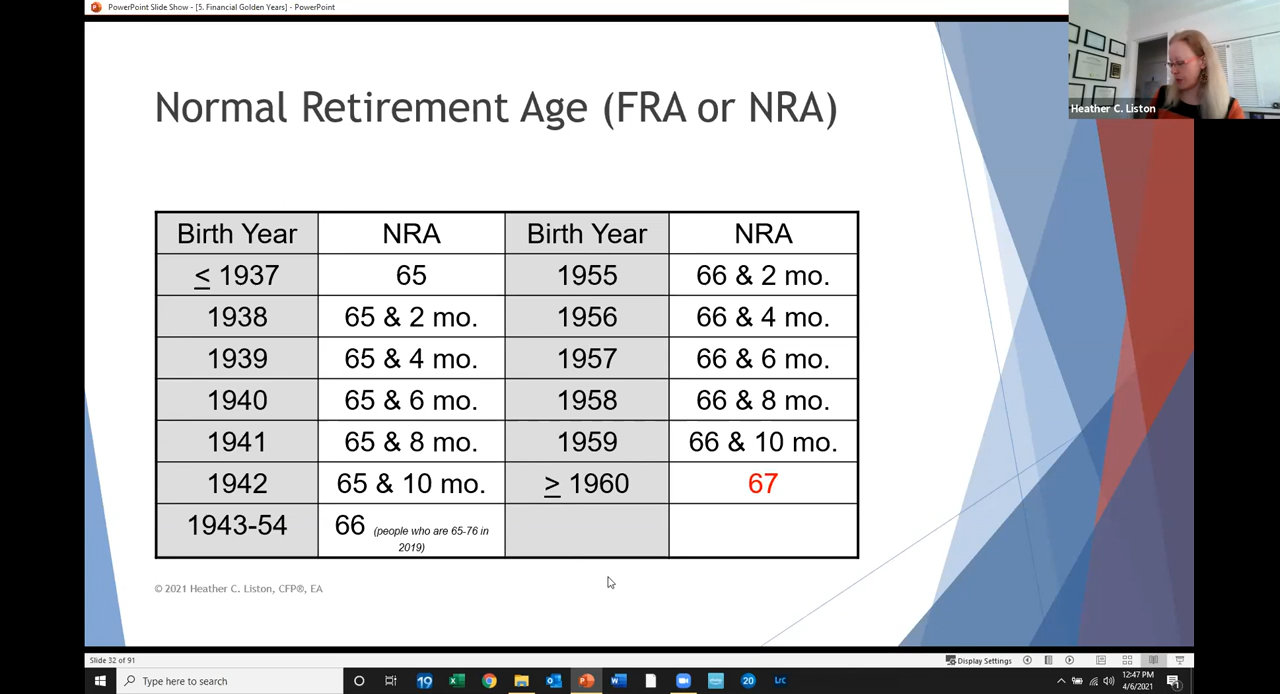 PowerPoint Slide Show - [5. Financial Golden Years] - PowerPoint
Heather C. Liston
Normal Retirement Age (FRA or NRA)
Birth Year NRA Birth Year NRA
≤ 1937 65 1955 66 & 2 mo.
1938 65 & 2 mo. 1956 66 & 4 mo.
1939 65 & 4 mo. 1957 66 & 6 mo.
1940 65 & 6 mo. 1958 66 & 8 mo.
1941 65 & 8 mo. 1959 66 & 10 mo.
1942 65 & 10 mo. ≥ 1960 67
1943-54 66 (people who are 65-76 in
2019)
© 2021 Heather C. Liston, CFP®, EA
Slide 32 of 91 Display Settings
Type here to search 19 20 Lrc
12:47 PM
4/6/2021
1